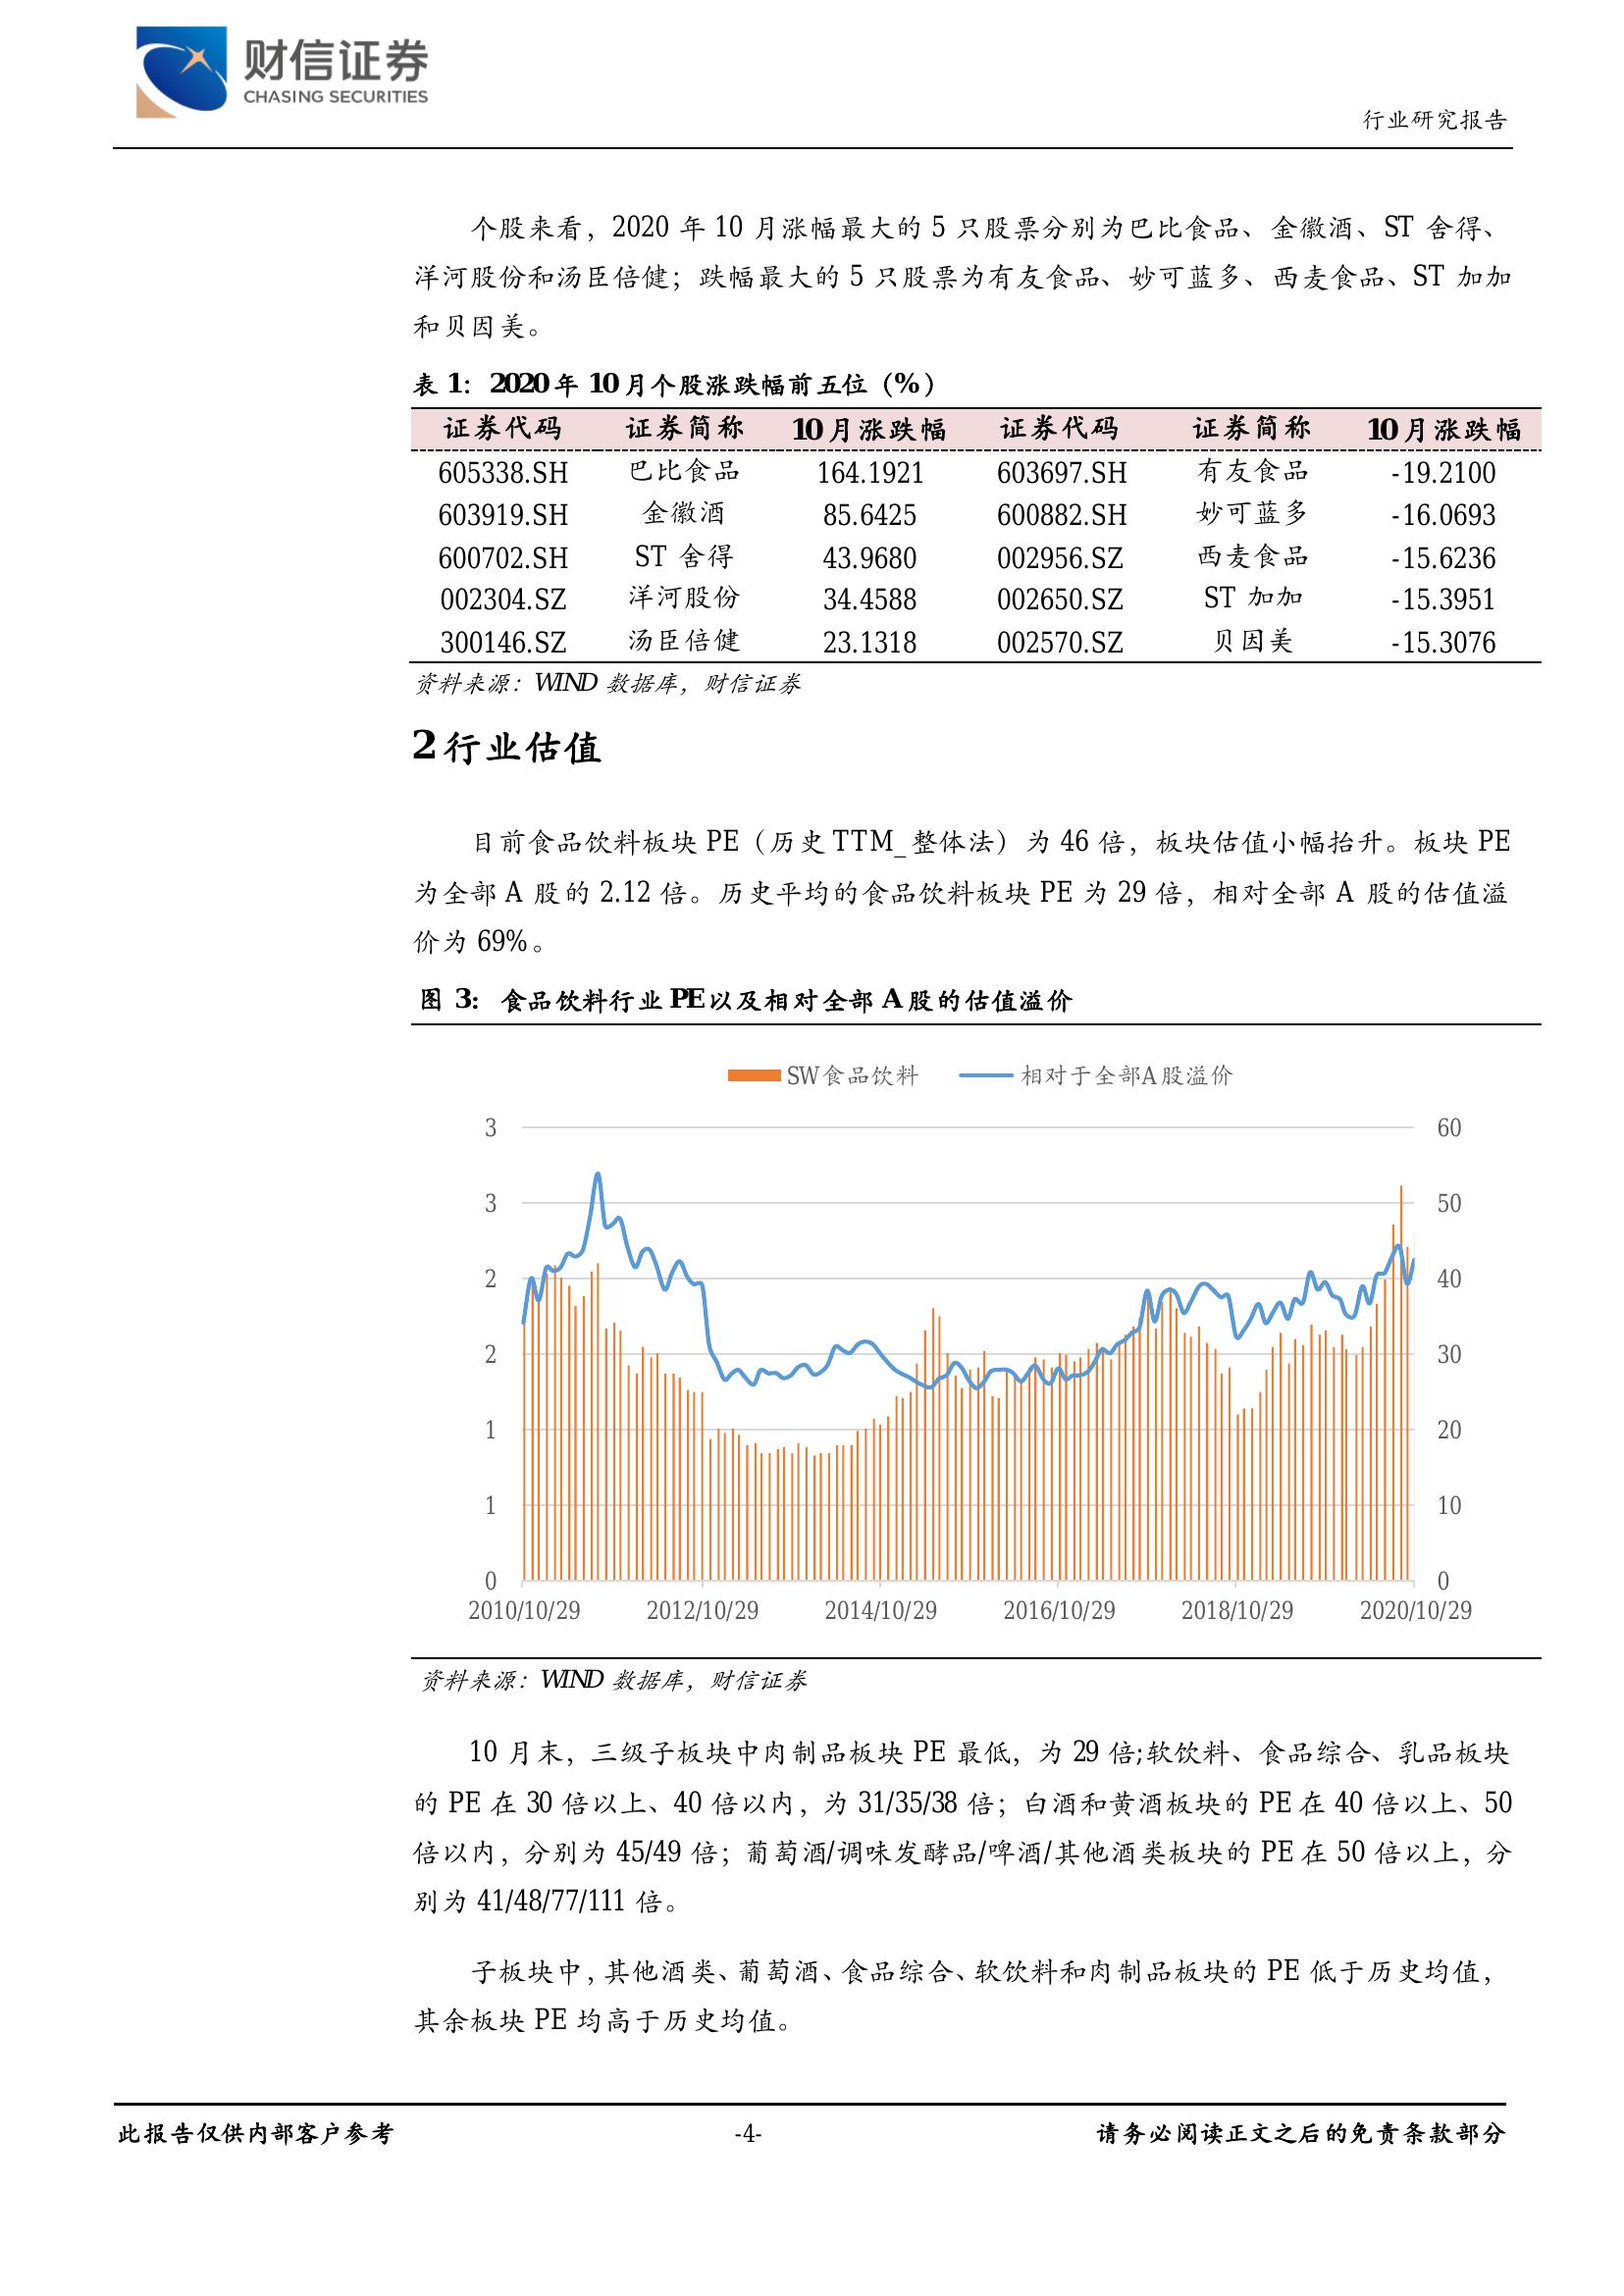 财信证券
CHASING SECURITIES
行业研究报告
个股来看，2020 年 10 月涨幅最大的 5 只股票分别为巴比食品、金徽酒、ST 舍得、
洋河股份和汤臣倍健；跌幅最大的 5 只股票为有友食品、妙可蓝多、西麦食品、ST 加加
和贝因美。
表 1：2020 年 10 月个股涨跌幅前五位（%）
证券代码 证券简称 10 月涨跌幅 证券代码 证券简称 10 月涨跌幅
605338.SH 巴比食品 164.1921 603697.SH 有友食品 -19.2100
603919.SH 金徽酒 85.6425 600882.SH 妙可蓝多 -16.0693
600702.SH ST 舍得 43.9680 002956.SZ 西麦食品 -15.6236
002304.SZ 洋河股份 34.4588 002650.SZ ST 加加 -15.3951
300146.SZ 汤臣倍健 23.1318 002570.SZ 贝因美 -15.3076
资料来源：WIND 数据库，财信证券
2 行业估值
目前食品饮料板块 PE（历史 TTM_整体法）为 46 倍，板块估值小幅抬升。板块 PE
为全部 A 股的 2.12 倍。历史平均的食品饮料板块 PE 为 29 倍，相对全部 A 股的估值溢
价为 69%。
图 3：食品饮料行业 PE 以及相对全部 A 股的估值溢价
SW食品饮料 相对于全部A股溢价
3 60
3 50
2 40
2 30
1 20
1 10
0 0
2010/10/29 2012/10/29 2014/10/29 2016/10/29 2018/10/29 2020/10/29
资料来源：WIND 数据库，财信证券
10 月末，三级子板块中肉制品板块 PE 最低，为 29 倍;软饮料、食品综合、乳品板块
的 PE 在 30 倍以上、40 倍以内，为 31/35/38 倍；白酒和黄酒板块的 PE 在 40 倍以上、50
倍以内，分别为 45/49 倍；葡萄酒/调味发酵品/啤酒/其他酒类板块的 PE 在 50 倍以上，分
别为 41/48/77/111 倍。
子板块中，其他酒类、葡萄酒、食品综合、软饮料和肉制品板块的 PE 低于历史均值，
其余板块 PE 均高于历史均值。
此报告仅供内部客户参考 -4- 请务必阅读正文之后的免责条款部分